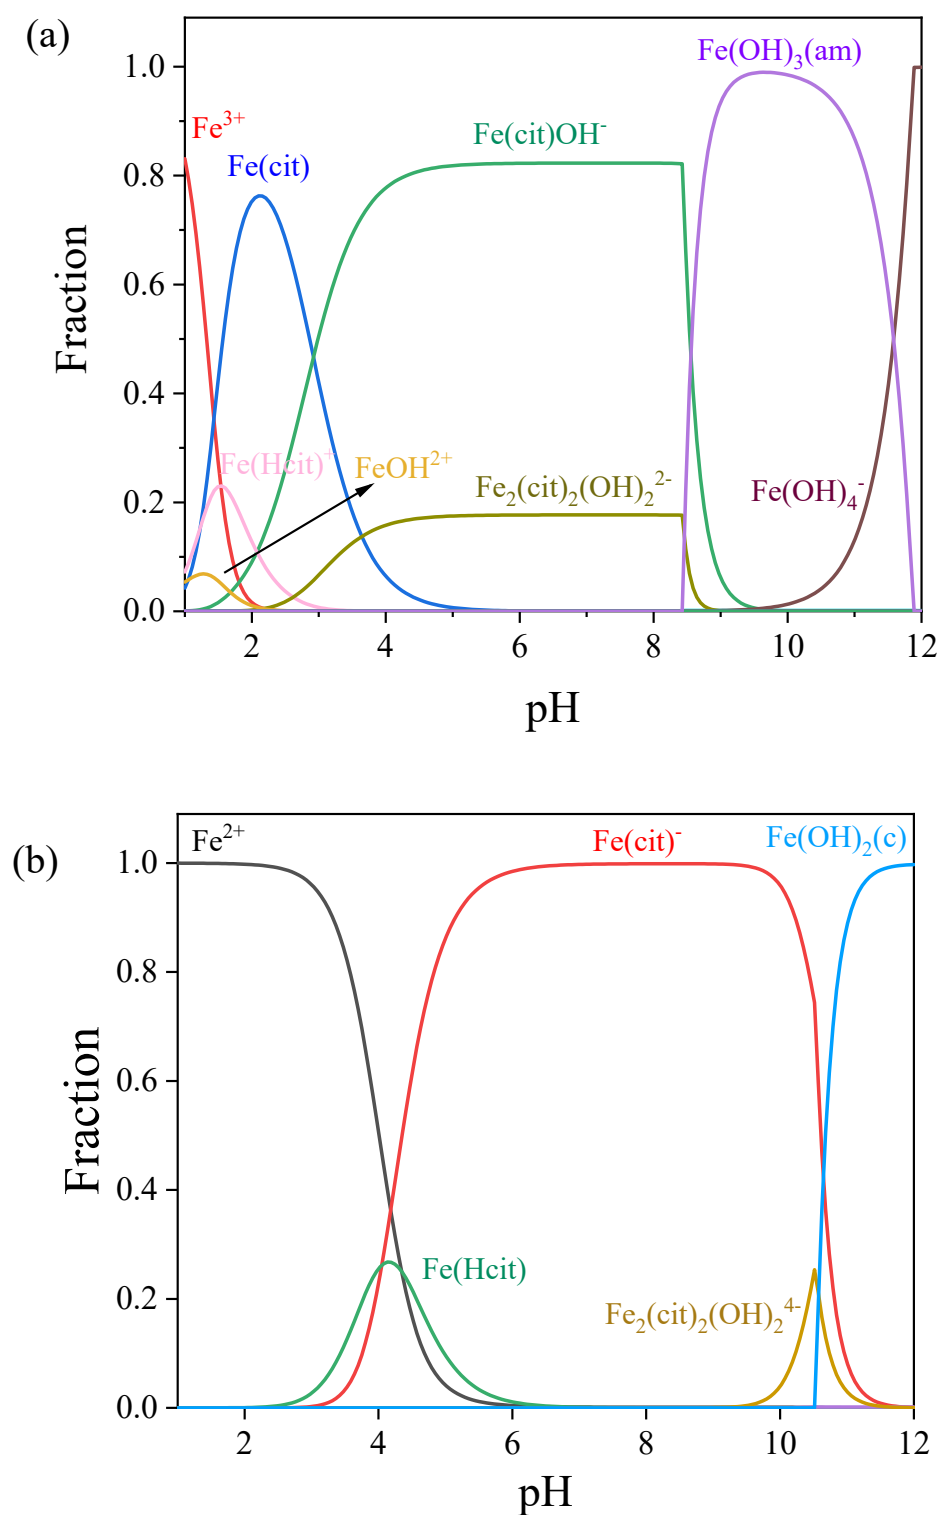 (a)
Fe(OH)₃(am)
1.0
Fe³⁺
Fe(cit)OH⁻
Fe(cit)
0.8
0.6
Fraction
0.4
Fe(Hcit)⁺
FeOH²⁺
Fe₂(cit)₂(OH)₂²⁻
Fe(OH)₄⁻
0.2
0.0
2 4 6 8 10 12
pH
(b)
Fe²⁺
Fe(cit)⁻
Fe(OH)₂(c)
1.0
0.8
0.6
Fraction
0.4
Fe(Hcit)
Fe₂(cit)₂(OH)₂⁴⁻
0.2
0.0
2 4 6 8 10 12
pH